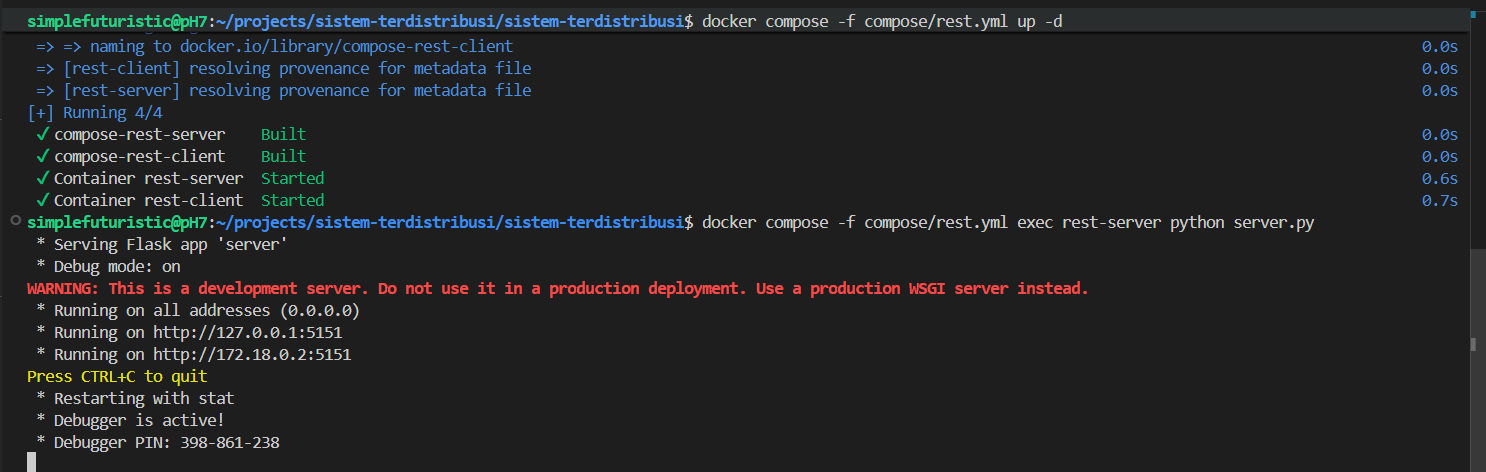 simplefuturistic@pH7:~/projects/sistem-terdistribusi/sistem-terdistribusi$ docker compose -f compose/rest.yml up -d
=> => naming to docker.io/library/compose-rest-client 0.0s
=> [rest-client] resolving provenance for metadata file 0.0s
=> [rest-server] resolving provenance for metadata file 0.0s
[+] Running 4/4
✔ compose-rest-server Built 0.0s
✔ compose-rest-client Built 0.0s
✔ Container rest-server Started 0.6s
✔ Container rest-client Started 0.7s
simplefuturistic@pH7:~/projects/sistem-terdistribusi/sistem-terdistribusi$ docker compose -f compose/rest.yml exec rest-server python server.py
* Serving Flask app 'server'
* Debug mode: on
WARNING: This is a development server. Do not use it in a production deployment. Use a production WSGI server instead.
* Running on all addresses (0.0.0.0)
* Running on http://127.0.0.1:5151
* Running on http://172.18.0.2:5151
Press CTRL+C to quit
* Restarting with stat
* Debugger is active!
* Debugger PIN: 398-861-238